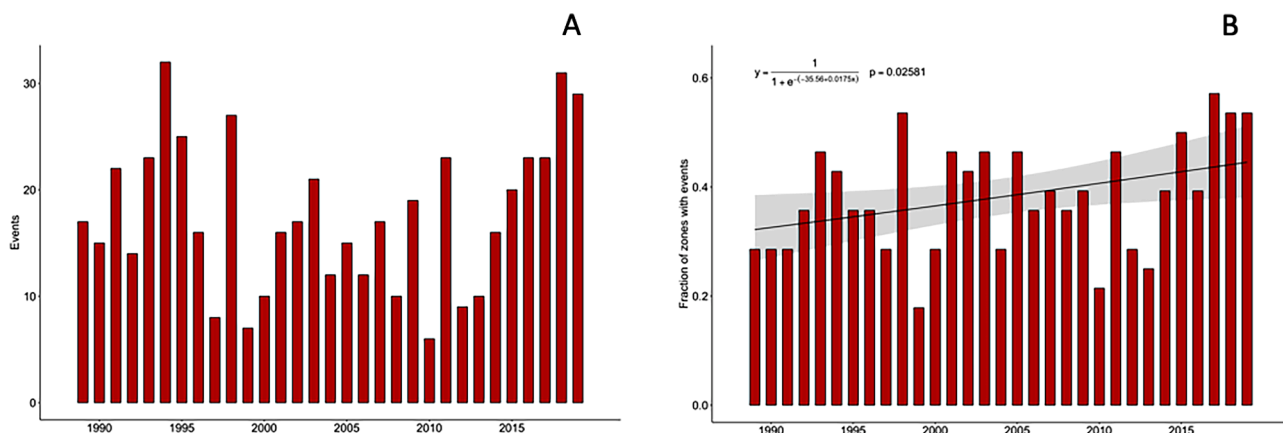 A
Events
30
20
10
0
1990 1995 2000 2005 2010 2015
B
Fraction of zones with events
0.6
0.4
0.2
0.0
y = 1 / 1 + e^-(-35.56+0.0175x) p = 0.02581
1990 1995 2000 2005 2010 2015